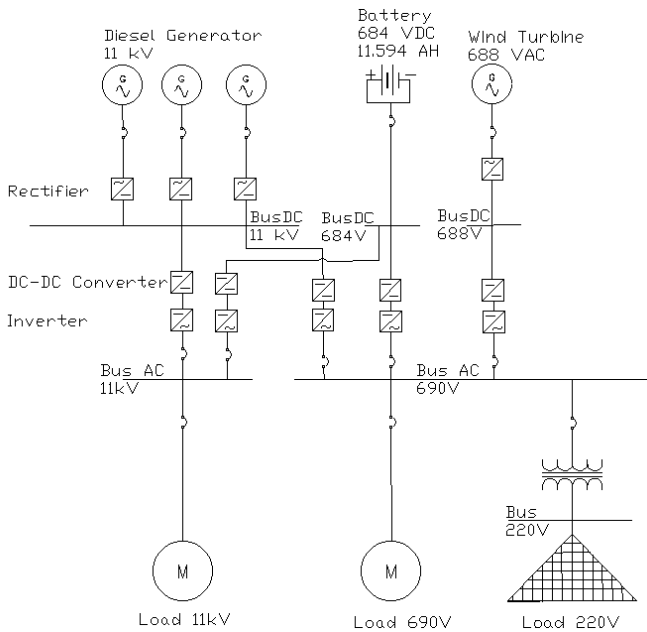 Diesel Generator
11 kV
Battery
684 VDC
11.594 AH
Wind Turbine
688 VAC
G
G
G
+
−
G
Rectifier
BusDC
11 kV
BusDC
684V
BusDC
688V
DC-DC Converter
Inverter
Bus AC
11kV
Bus AC
690V
Bus
220V
M
M
Load 11kV
Load 690V
Load 220V